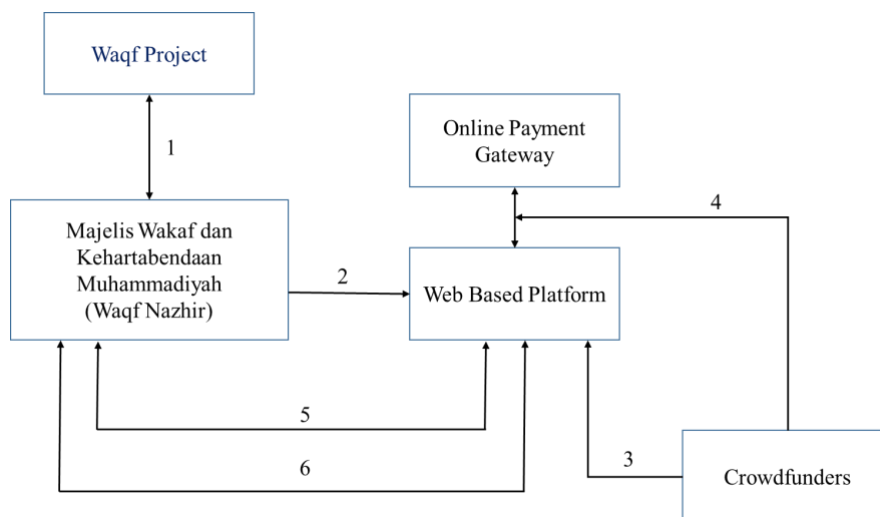 Waqf Project
1
Online Payment
Gateway
4
Majelis Wakaf dan
Kehartabendaan
Muhammadiyah
(Waqf Nazhir)
2
Web Based Platform
5
6
3
Crowdfunders